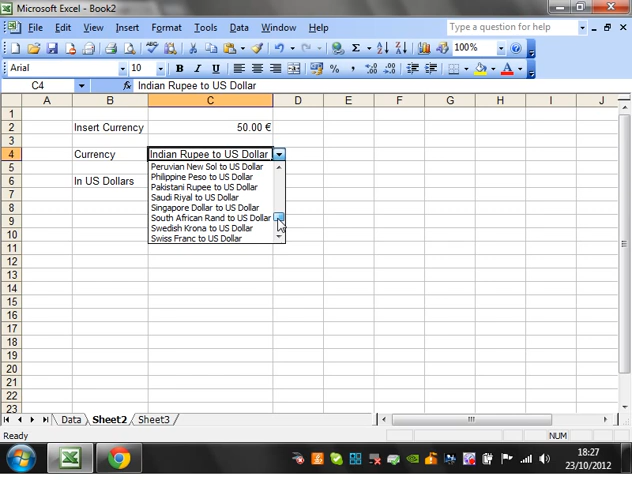 Microsoft Excel - Book2
File Edit View Insert Format Tools Data Window Help
Type a question for help
Σ 100%
Arial 10 B I U % , €
C4 fx Indian Rupee to US Dollar
A B C D E F G H I J
1
2 Insert Currency 50.00 €
3
4 Currency Indian Rupee to US Dollar
5 Peruvian New Sol to US Dollar
Philippine Peso to US Dollar
6 In US Dollars Pakistani Rupee to US Dollar
7 Saudi Riyal to US Dollar
8 Singapore Dollar to US Dollar
9 South African Rand to US Dollar
10 Swedish Krona to US Dollar
Swiss Franc to US Dollar
11
12
13
14
15
16
17
18
19
20
21
22
23
Data Sheet2 Sheet3
Ready NUM
18:27
23/10/2012